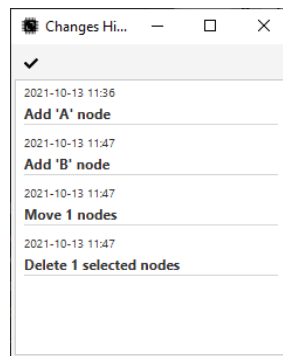 Changes Hi...
2021-10-13 11:36
Add 'A' node
2021-10-13 11:47
Add 'B' node
2021-10-13 11:47
Move 1 nodes
2021-10-13 11:47
Delete 1 selected nodes